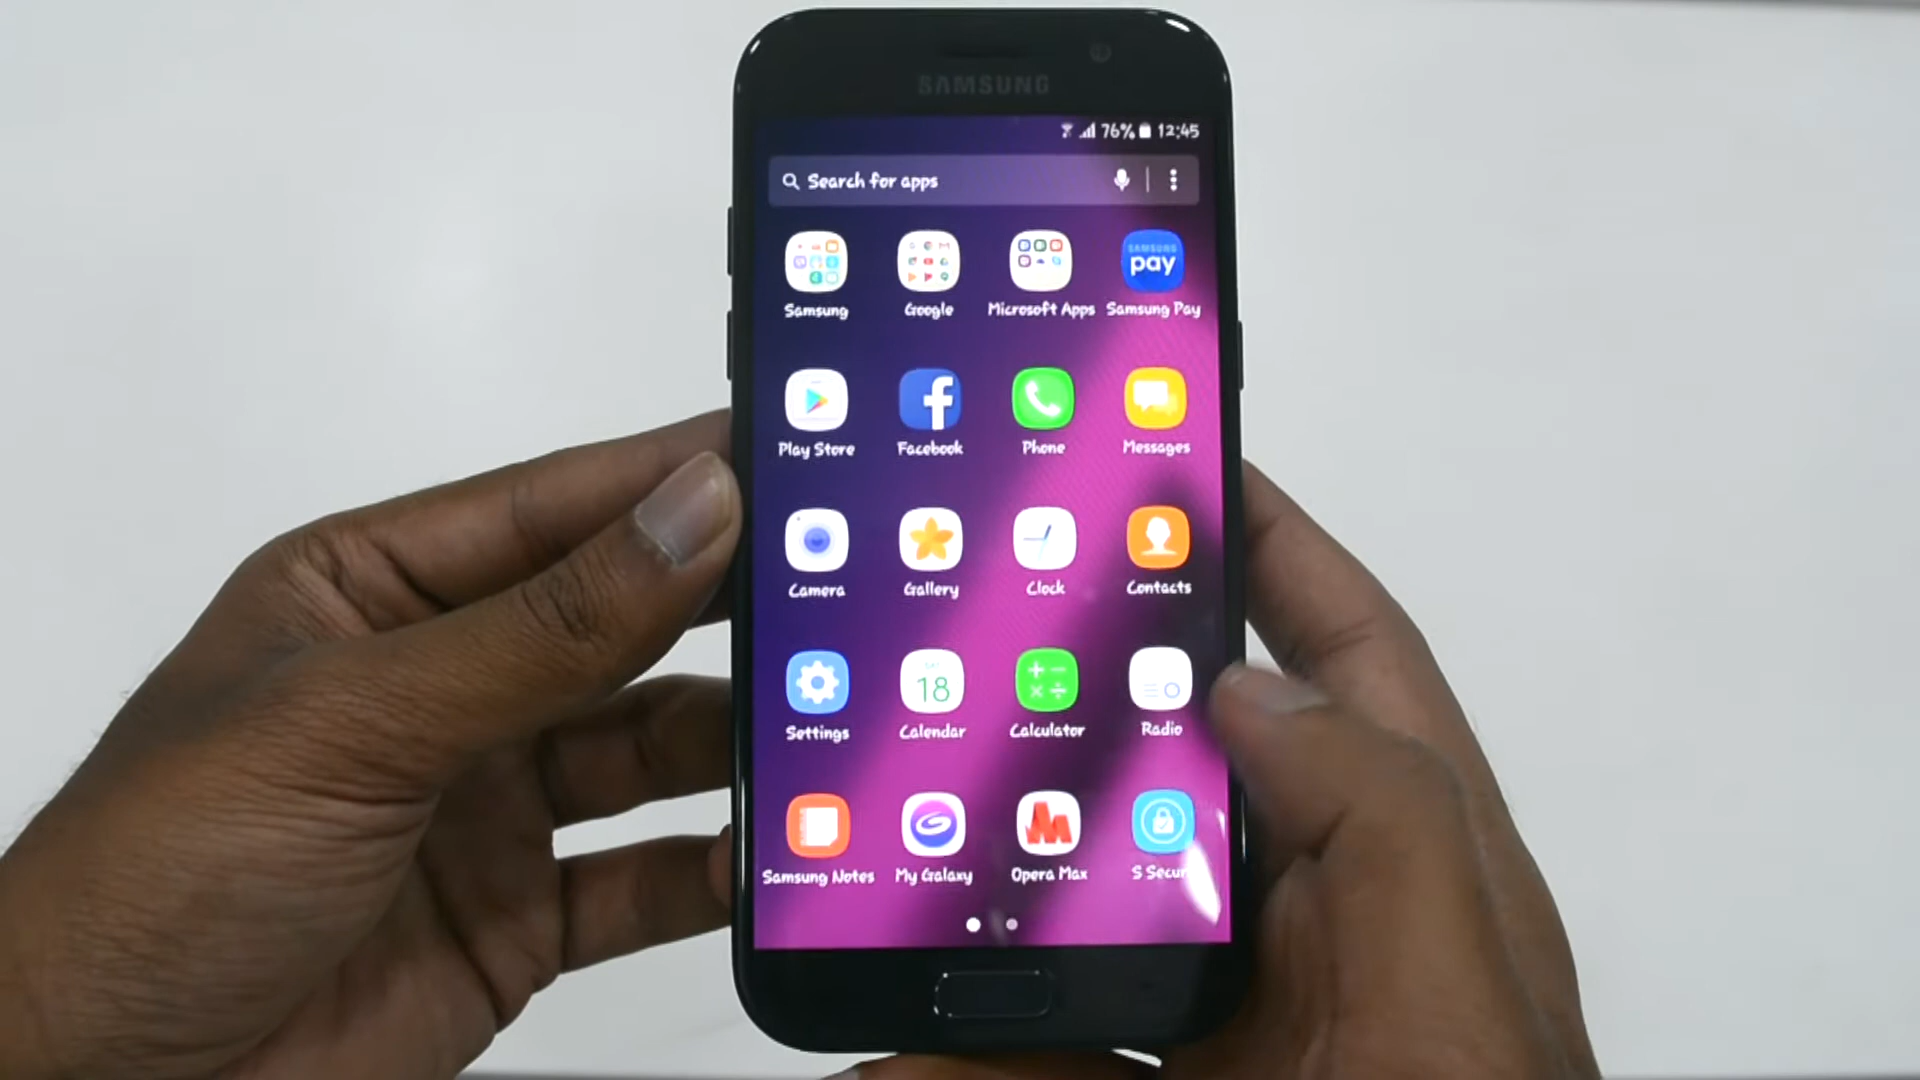 SAMSUNG
76% 12:45
Search for apps
SAMSUNG
pay
Samsung Google Microsoft Apps Samsung Pay
Play Store Facebook Phone Messages
Camera Gallery Clock Contacts
18
Settings Calendar Calculator Radio
Samsung Notes My Galaxy Opera Max S Secur